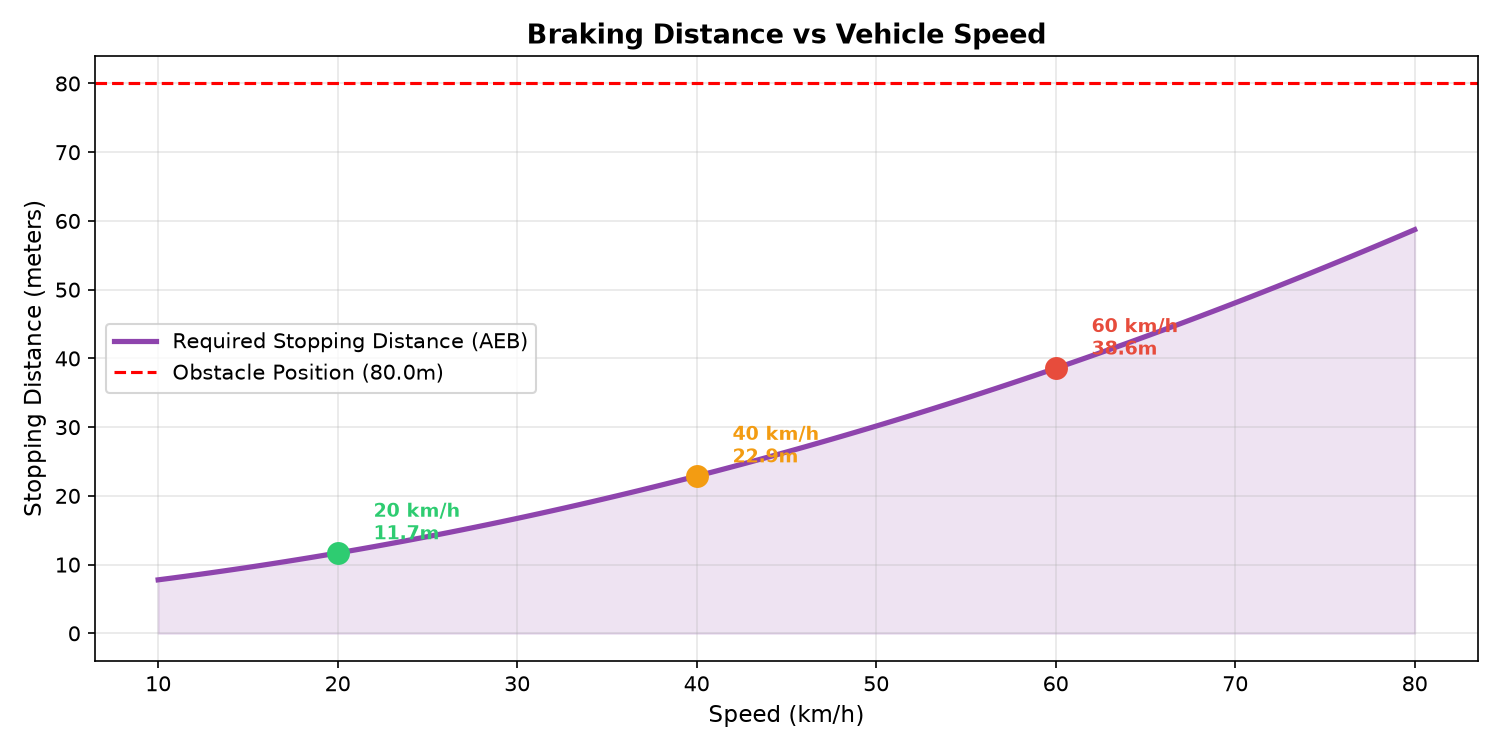 Braking Distance vs Vehicle Speed
Stopping Distance (meters)
80
70
60
50
40
30
20
10
0
Required Stopping Distance (AEB)
Obstacle Position (80.0m)
20 km/h
11.7m
40 km/h
22.9m
60 km/h
38.6m
10 20 30 40 50 60 70 80
Speed (km/h)